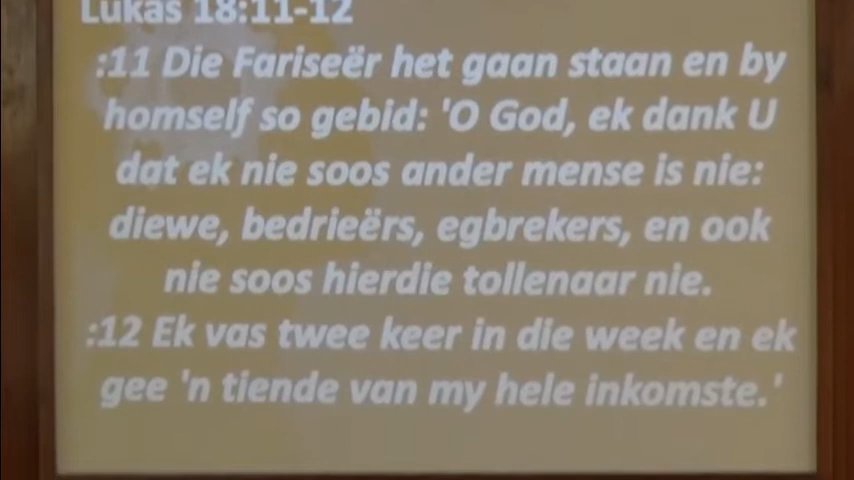 Lukas 18:11-12
:11 Die Fariseër het gaan staan en by
homself so gebid: 'O God, ek dank U
dat ek nie soos ander mense is nie:
diewe, bedrieërs, egbrekers, en ook
nie soos hierdie tollenaar nie.
:12 Ek vas twee keer in die week en ek
gee 'n tiende van my hele inkomste.'